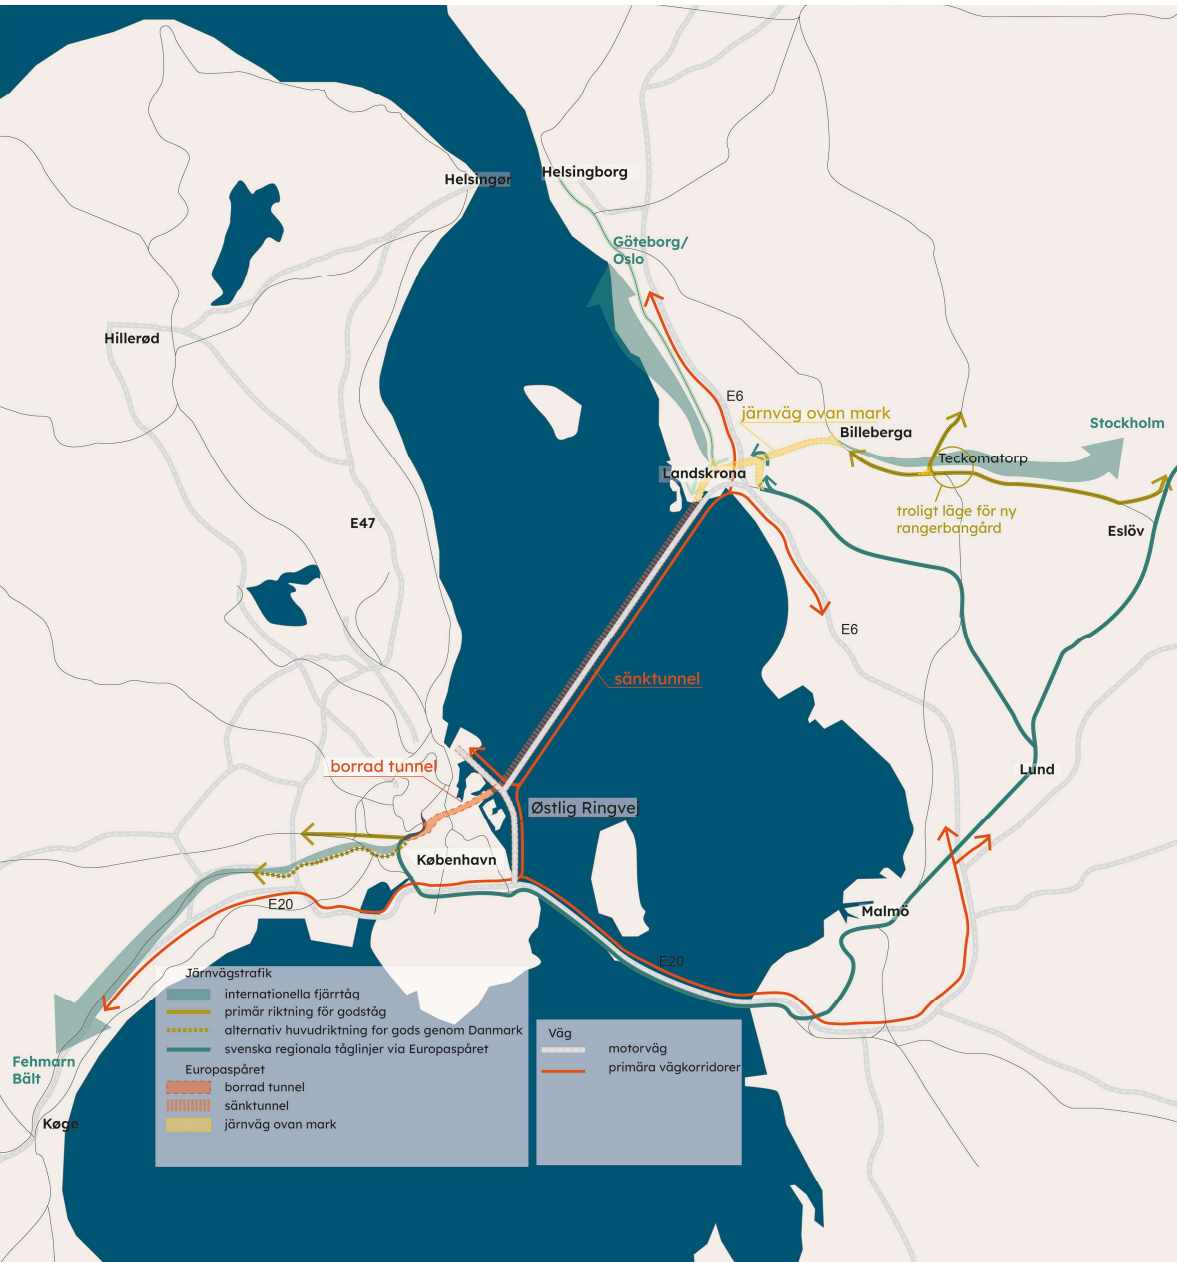 Helsingør
Helsingborg
Göteborg/
Oslo
Hillerød
E6
järnväg ovan mark
Billeberga
Stockholm
Teckomatorp
Landskrona
troligt läge för ny
rangerbangård
Eslöv
E47
E6
sänktunnel
borrad tunnel
Lund
Østlig Ringvej
København
E20
Malmö
E20
Järnvägstrafik
internationella fjärrtåg
primär riktning för godståg
alternativ huvudriktning for gods genom Danmark
svenska regionala tåglinjer via Europaspåret
Europaspåret
borrad tunnel
sänktunnel
järnväg ovan mark
Väg
motorväg
primära vägkorridorer
Fehmarn
Bält
Køge